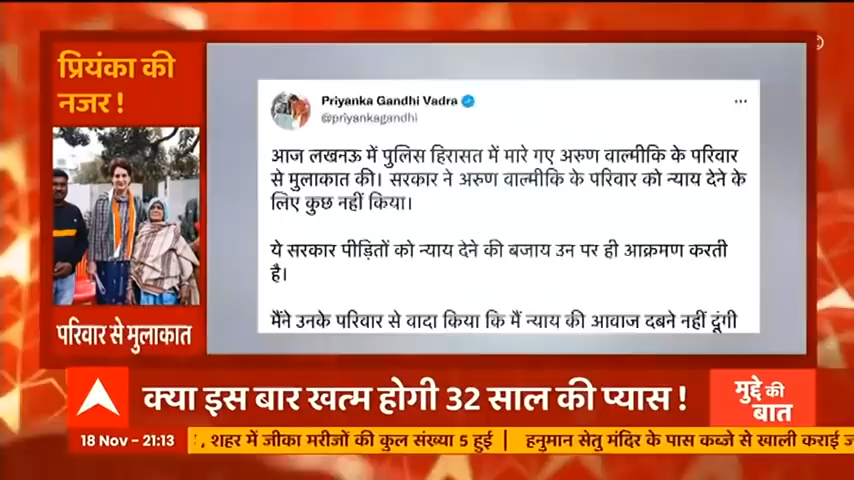 प्रियंका की
नजर !
Priyanka Gandhi Vadra
@priyankagandhi
आज लखनऊ में पुलिस हिरासत में मारे गए अरुण वाल्मीकि के परिवार
से मुलाकात की। सरकार ने अरुण वाल्मीकि के परिवार को न्याय देने के
लिए कुछ नहीं किया।
ये सरकार पीड़ितों को न्याय देने की बजाय उन पर ही आक्रमण करती
है।
मैंने उनके परिवार से वादा किया कि मैं न्याय की आवाज दबने नहीं दूंगी
परिवार से मुलाकात
क्या इस बार खत्म होगी 32 साल की प्यास !
मुद्दे की
बात
18 Nov - 21:13
, शहर में जीका मरीजों की कुल संख्या 5 हुई | हनुमान सेतु मंदिर के पास कब्जे से खाली कराई